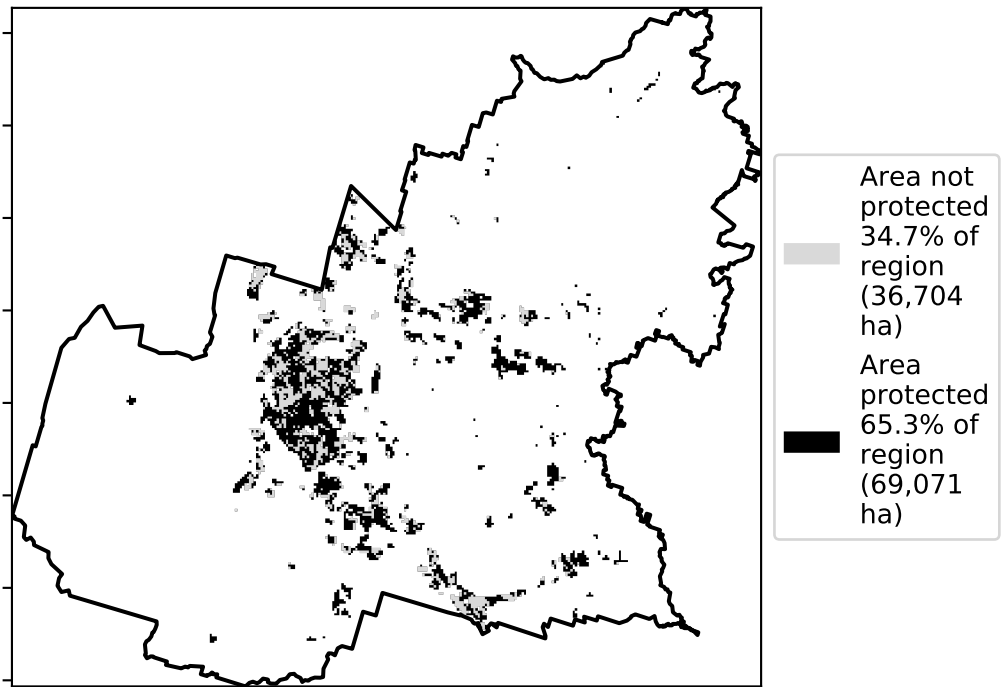 Area not
protected
34.7% of
region
(36,704
ha)
Area
protected
65.3% of
region
(69,071
ha)